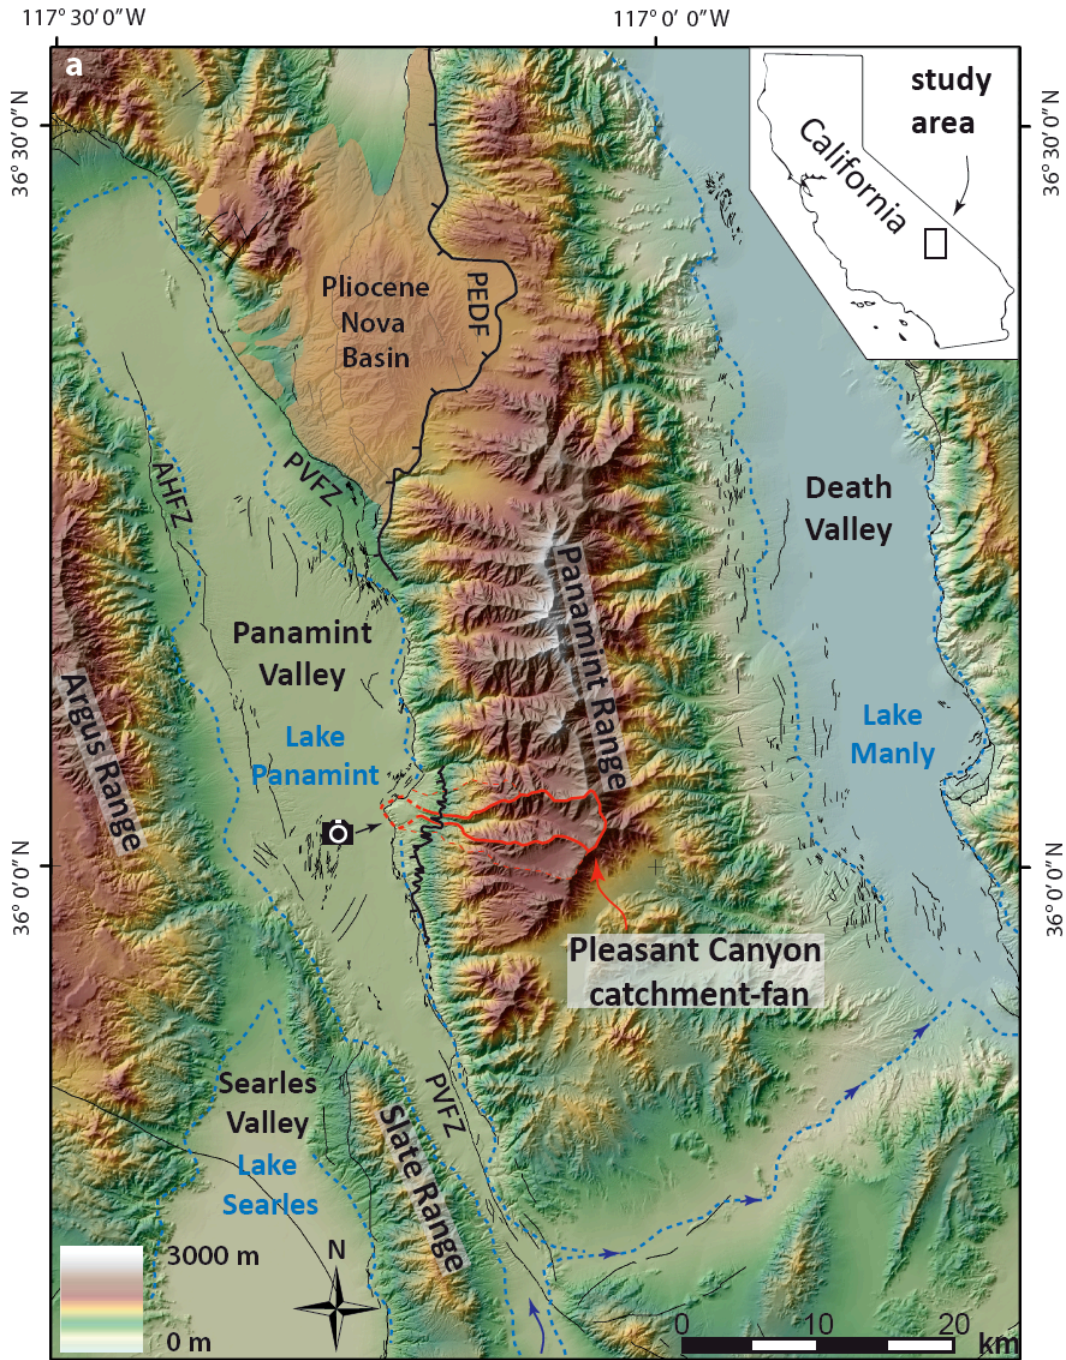 117° 30′ 0″W
117° 0′ 0″W
a
36° 30′ 0″N
36° 30′ 0″N
study
area
California
Pliocene
Nova
Basin
PEDF
PVFZ
AHFZ
Death
Valley
Panamint
Valley
Panamint Range
Argus Range
Lake
Panamint
Lake
Manly
36° 0′ 0″N
36° 0′ 0″N
Pleasant Canyon
catchment-fan
Searles
Valley
Lake
Searles
PVFZ
Slate Range
3000 m
0 m
N
0 10 20
km